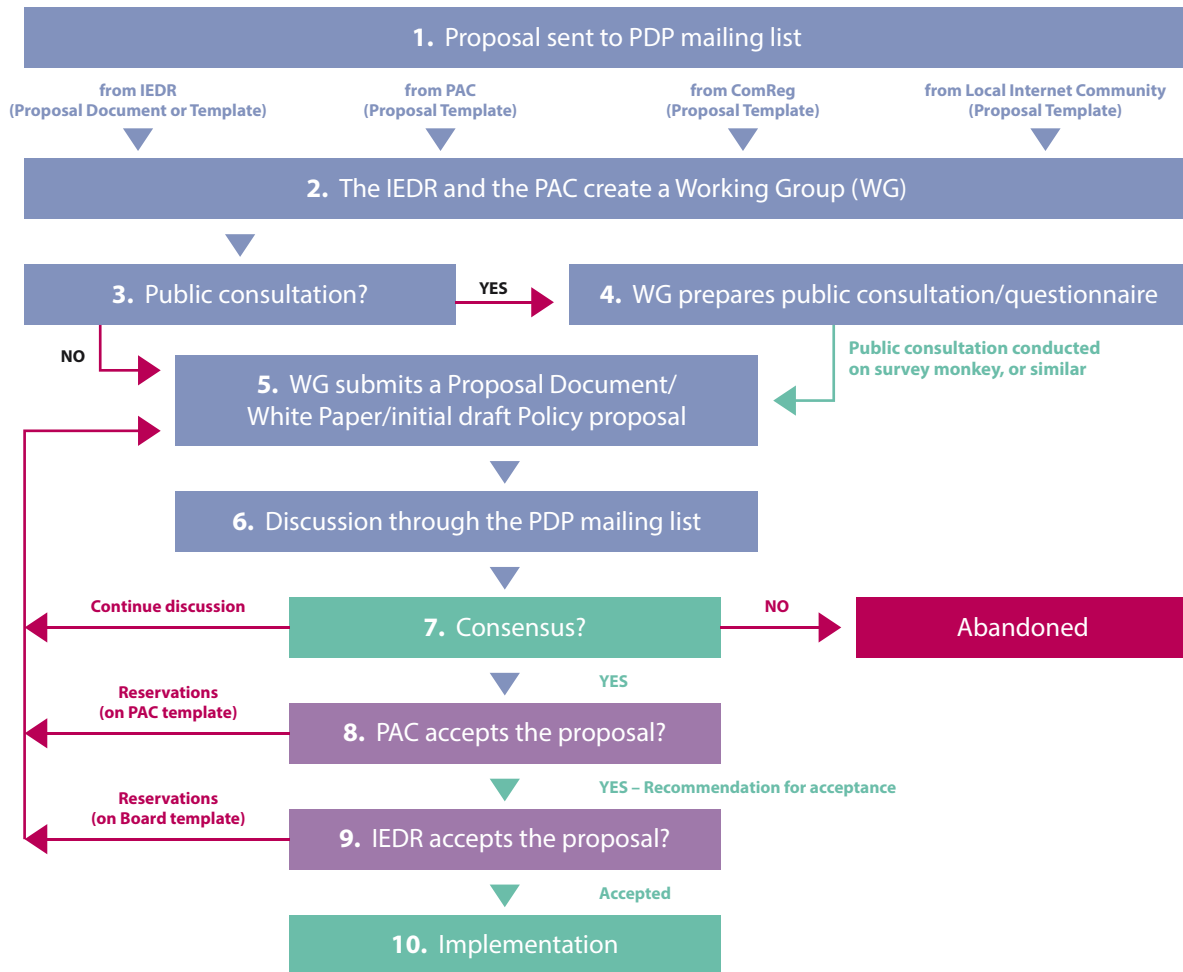 1. Proposal sent to PDP mailing list
from IEDR
(Proposal Document or Template)
from PAC
(Proposal Template)
from ComReg
(Proposal Template)
from Local Internet Community
(Proposal Template)
2. The IEDR and the PAC create a Working Group (WG)
3. Public consultation?
YES
4. WG prepares public consultation/questionnaire
NO
Public consultation conducted
on survey monkey, or similar
5. WG submits a Proposal Document/
White Paper/initial draft Policy proposal
6. Discussion through the PDP mailing list
Continue discussion
7. Consensus?
NO
Abandoned
YES
Reservations
(on PAC template)
8. PAC accepts the proposal?
YES – Recommendation for acceptance
Reservations
(on Board template)
9. IEDR accepts the proposal?
Accepted
10. Implementation